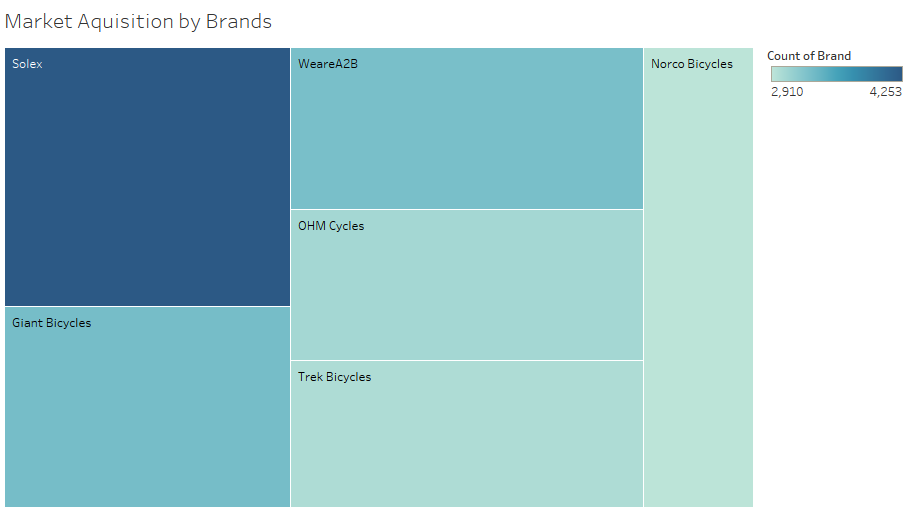 Market Aquisition by Brands
Solex
WeareA2B
Norco Bicycles
Count of Brand
2,910
4,253
OHM Cycles
Giant Bicycles
Trek Bicycles